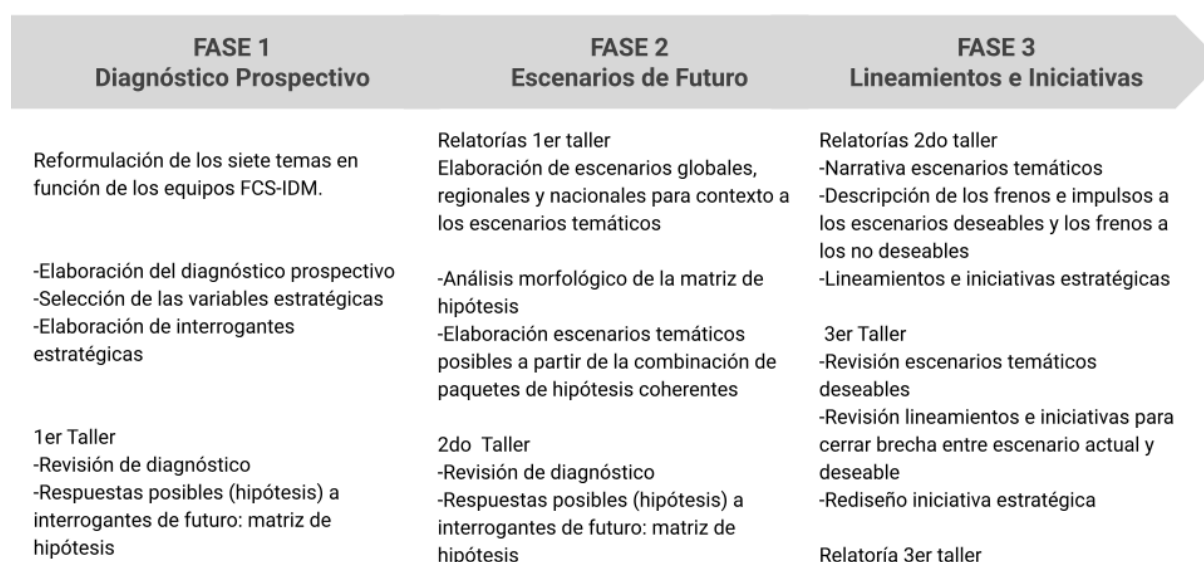 FASE 1
Diagnóstico Prospectivo
FASE 2
Escenarios de Futuro
FASE 3
Lineamientos e Iniciativas
Reformulación de los siete temas en
función de los equipos FCS-IDM.
-Elaboración del diagnóstico prospectivo
-Selección de las variables estratégicas
-Elaboración de interrogantes
estratégicas
1er Taller
-Revisión de diagnóstico
-Respuestas posibles (hipótesis) a
interrogantes de futuro: matriz de
hipótesis
Relatorías 1er taller
Elaboración de escenarios globales,
regionales y nacionales para contexto a
los escenarios temáticos
-Análisis morfológico de la matriz de
hipótesis
-Elaboración escenarios temáticos
posibles a partir de la combinación de
paquetes de hipótesis coherentes
2do Taller
-Revisión de diagnóstico
-Respuestas posibles (hipótesis) a
interrogantes de futuro: matriz de
hipótesis
Relatorías 2do taller
-Narrativa escenarios temáticos
-Descripción de los frenos e impulsos a
los escenarios deseables y los frenos a
los no deseables
-Lineamientos e iniciativas estratégicas
3er Taller
-Revisión escenarios temáticos
deseables
-Revisión lineamientos e iniciativas para
cerrar brecha entre escenario actual y
deseable
-Rediseño iniciativa estratégica
Relatoría 3er taller